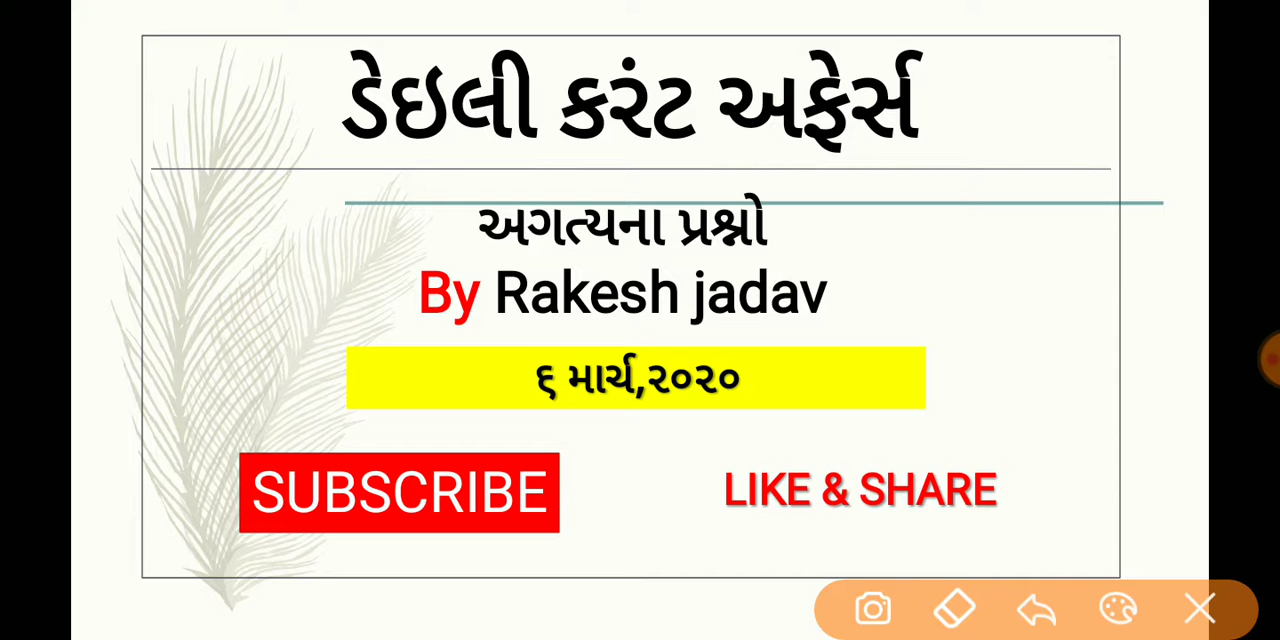 ડેઇલી કરંટ અફેર્સ
અગત્યના પ્રશ્નો
By Rakesh jadav
૬ માર્ચ,૨૦૨૦
SUBSCRIBE
LIKE & SHARE